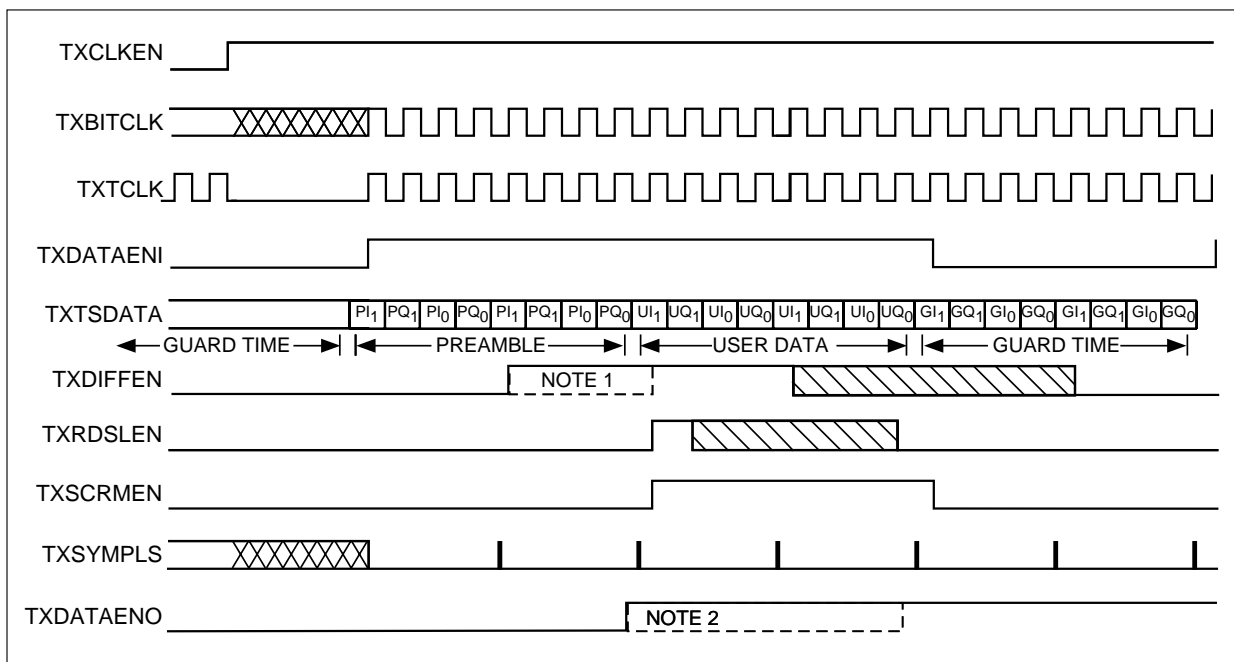 TXCLKEN
TXBITCLK
TXTCLK
TXDATAENI
TXTSDATA PI1 PQ1 PI0 PQ0 PI1 PQ1 PI0 PQ0 UI1 UQ1 UI0 UQ0 UI1 UQ1 UI0 UQ0 GI1 GQ1 GI0 GQ0 GI1 GQ1 GI0 GQ0
GUARD TIME PREAMBLE USER DATA GUARD TIME
TXDIFFEN NOTE 1
TXRDSLEN
TXSCRMEN
TXSYMPLS
TXDATAENO NOTE 2